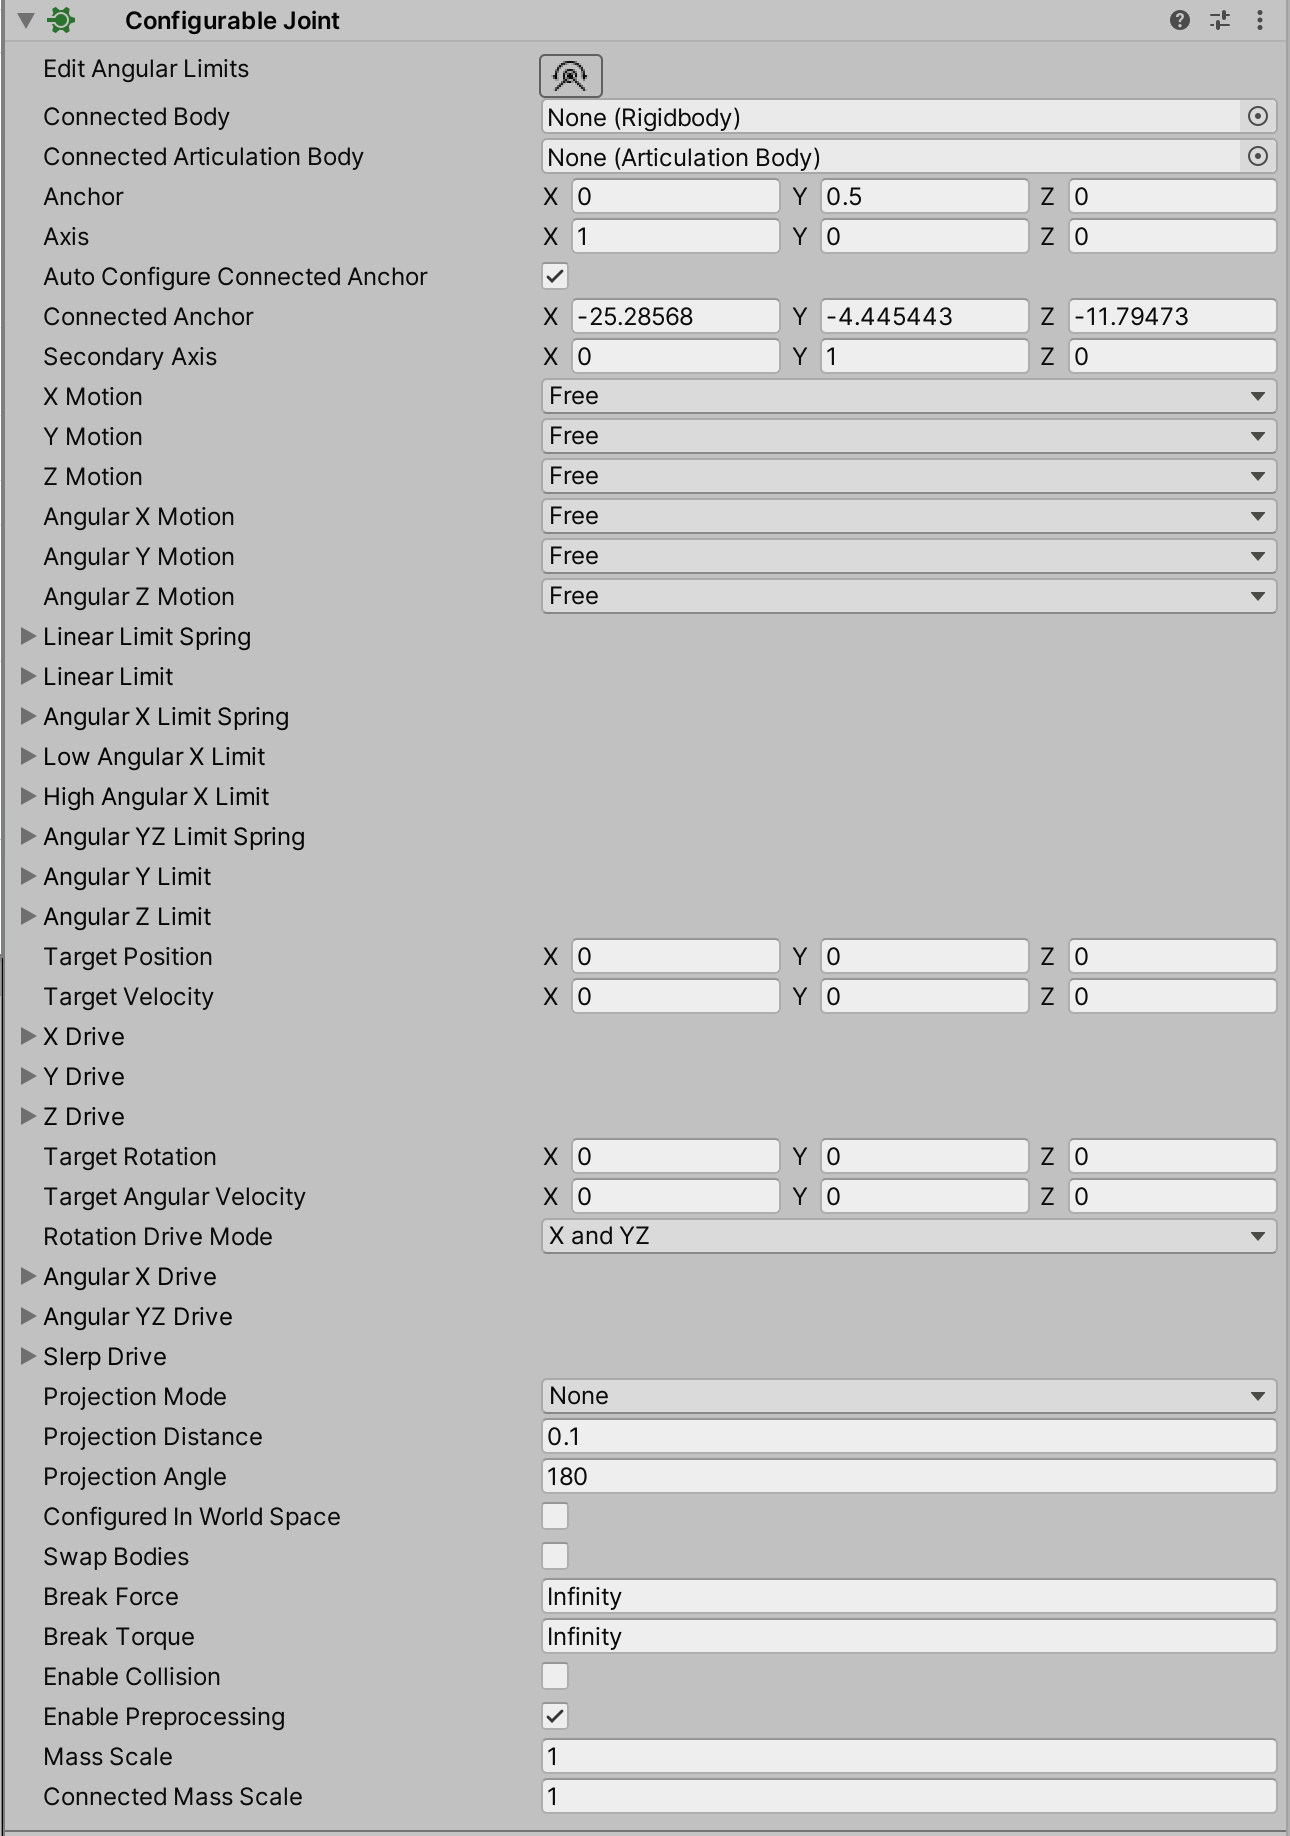 Configurable Joint
Edit Angular Limits
Connected Body None (Rigidbody)
Connected Articulation Body None (Articulation Body)
Anchor X 0 Y 0.5 Z 0
Axis X 1 Y 0 Z 0
Auto Configure Connected Anchor
Connected Anchor X -25.28568 Y -4.445443 Z -11.79473
Secondary Axis X 0 Y 1 Z 0
X Motion Free
Y Motion Free
Z Motion Free
Angular X Motion Free
Angular Y Motion Free
Angular Z Motion Free
Linear Limit Spring
Linear Limit
Angular X Limit Spring
Low Angular X Limit
High Angular X Limit
Angular YZ Limit Spring
Angular Y Limit
Angular Z Limit
Target Position X 0 Y 0 Z 0
Target Velocity X 0 Y 0 Z 0
X Drive
Y Drive
Z Drive
Target Rotation X 0 Y 0 Z 0
Target Angular Velocity X 0 Y 0 Z 0
Rotation Drive Mode X and YZ
Angular X Drive
Angular YZ Drive
Slerp Drive
Projection Mode None
Projection Distance 0.1
Projection Angle 180
Configured In World Space
Swap Bodies
Break Force Infinity
Break Torque Infinity
Enable Collision
Enable Preprocessing
Mass Scale 1
Connected Mass Scale 1